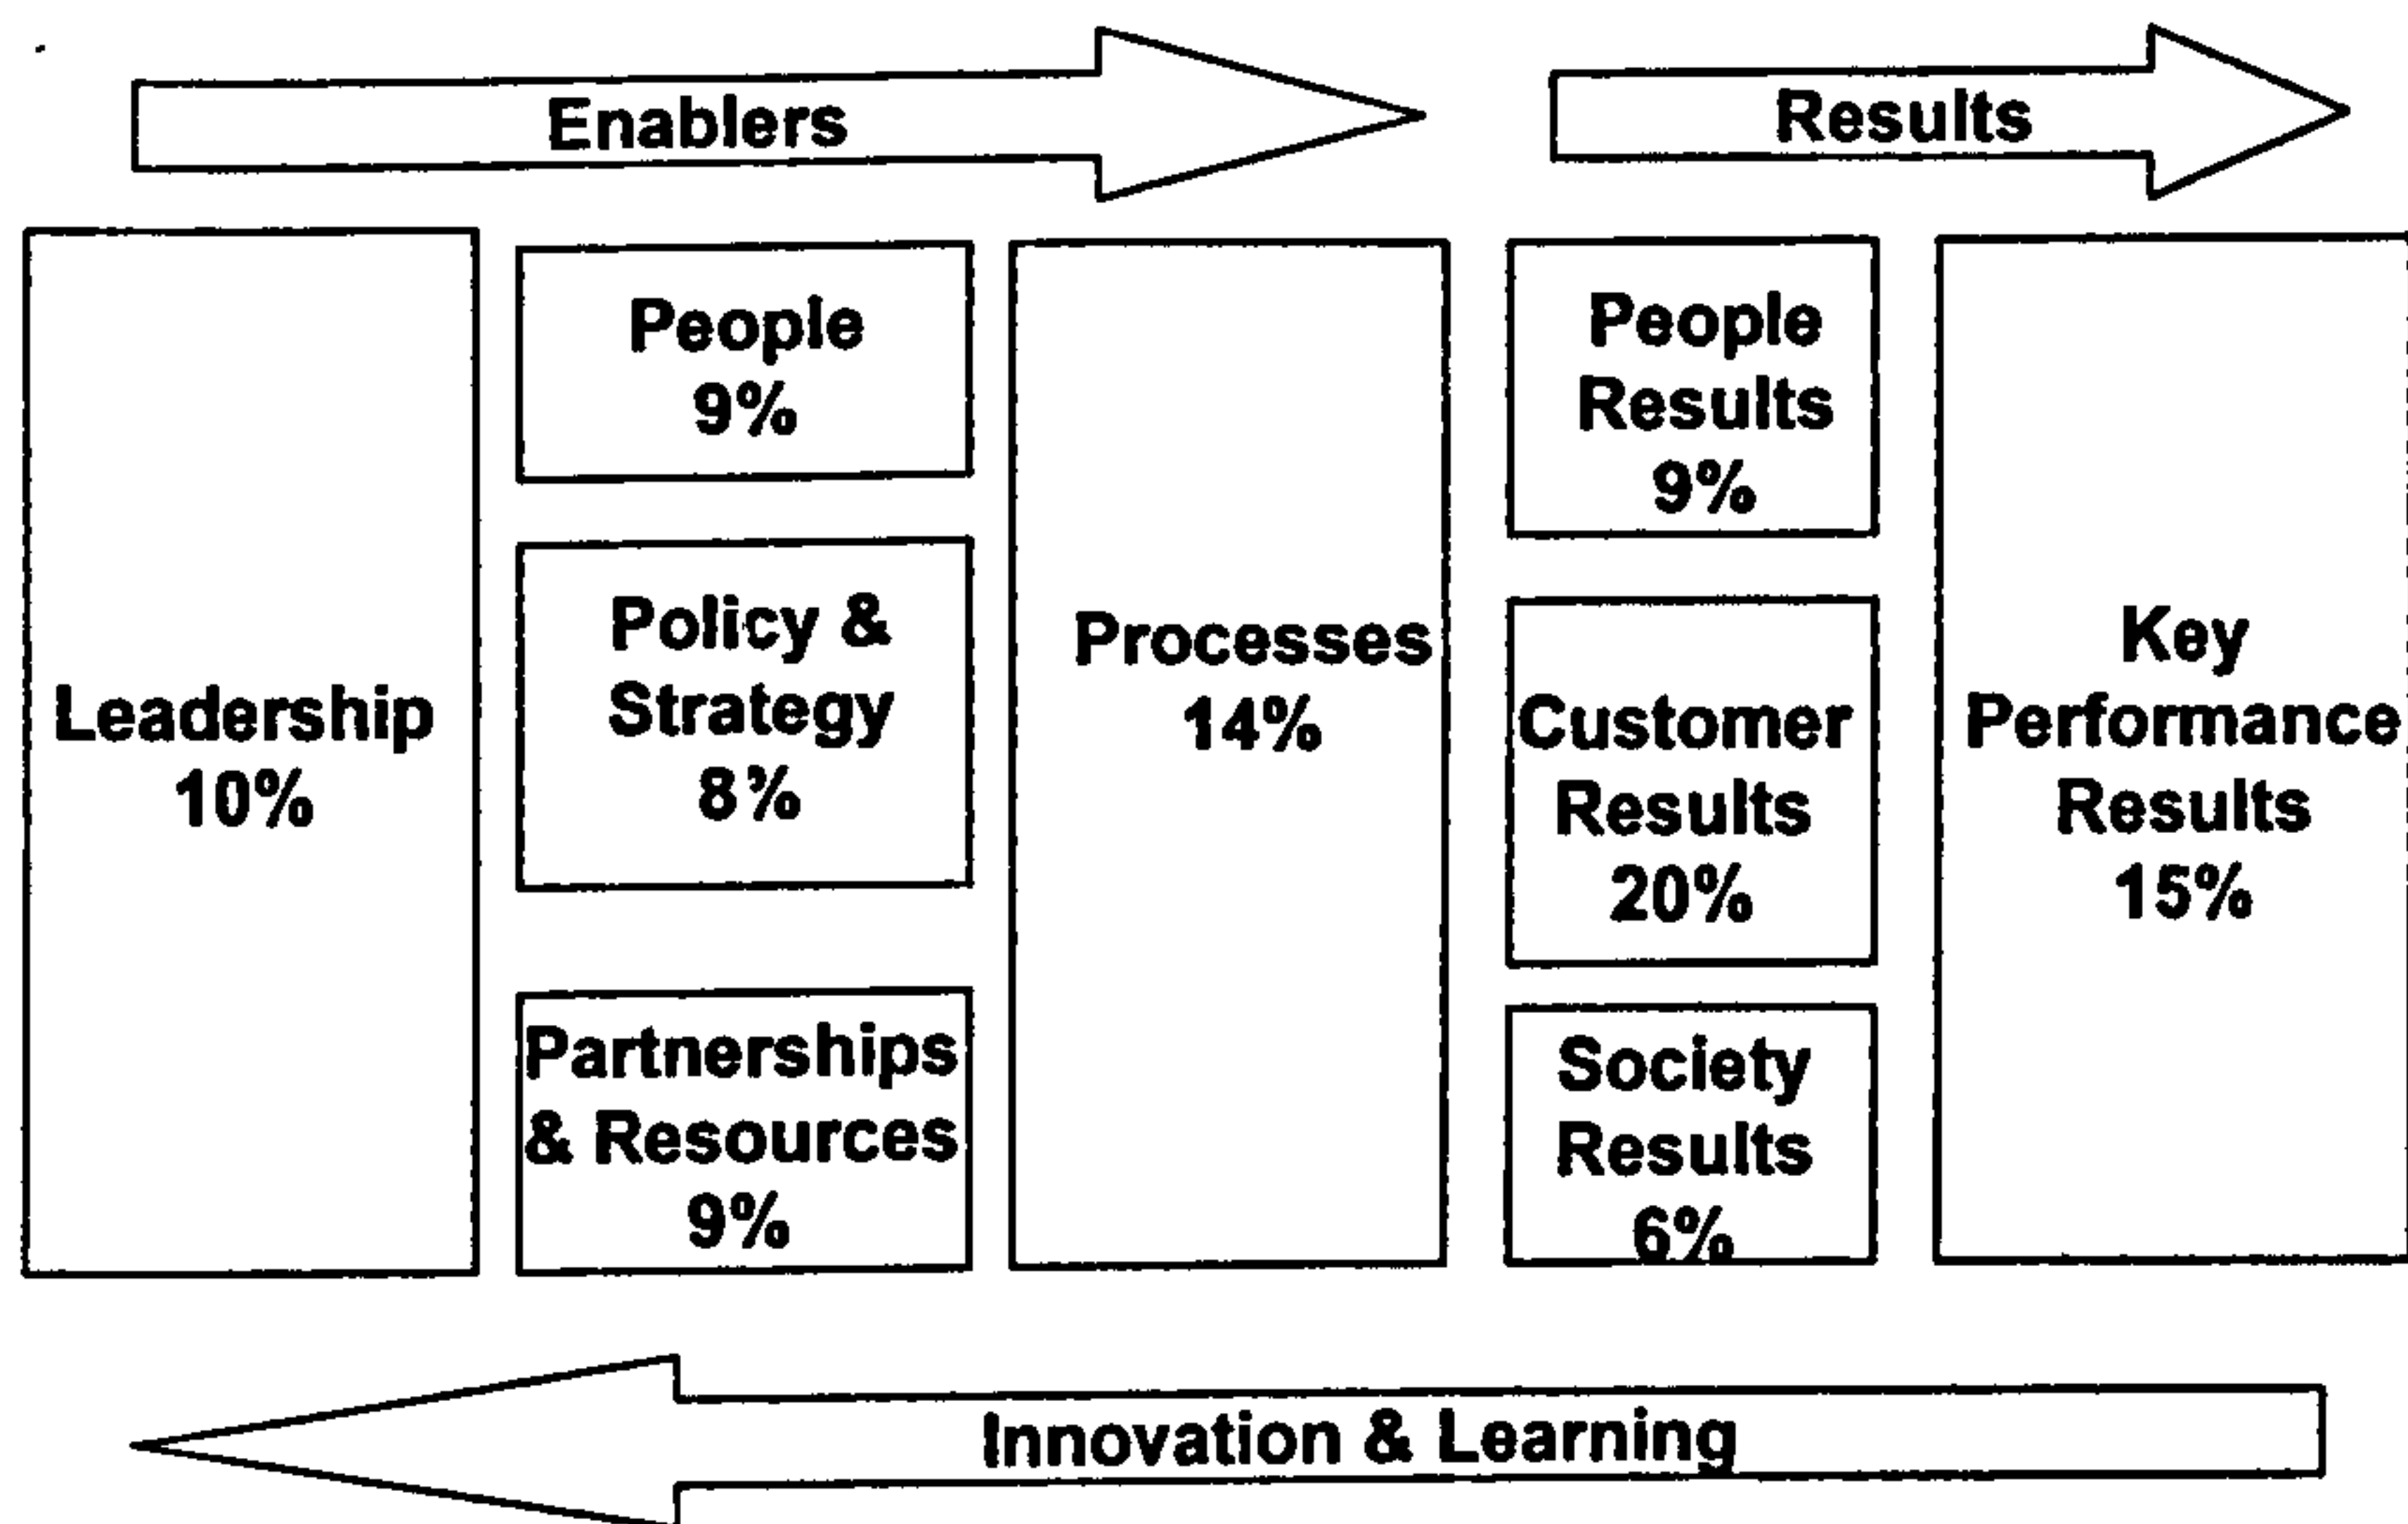 Enablers
Results
Leadership
10%
People
9%
Policy &
Strategy
8%
Partnerships
& Resources
9%
Processes
14%
People
Results
9%
Customer
Results
20%
Society
Results
6%
Key
Performance
Results
15%
Innovation & Learning